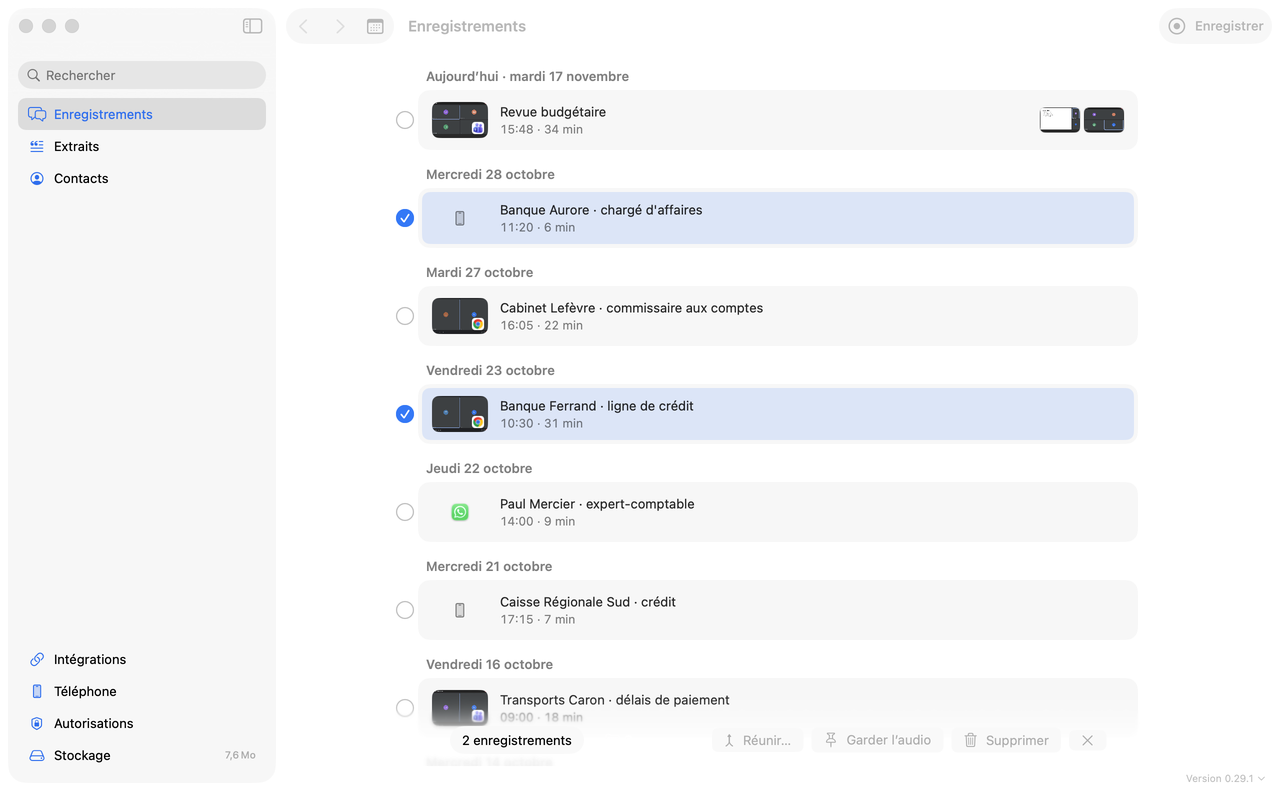 Enregistrements
Enregistrer
Rechercher
Enregistrements
Extraits
Contacts
Intégrations
Téléphone
Autorisations
Stockage
7,6 Mo
Aujourd’hui · mardi 17 novembre
Revue budgétaire
15:48 · 34 min
Mercredi 28 octobre
Banque Aurore · chargé d'affaires
11:20 · 6 min
Mardi 27 octobre
Cabinet Lefèvre · commissaire aux comptes
16:05 · 22 min
Vendredi 23 octobre
Banque Ferrand · ligne de crédit
10:30 · 31 min
Jeudi 22 octobre
Paul Mercier · expert-comptable
14:00 · 9 min
Mercredi 21 octobre
Caisse Régionale Sud · crédit
17:15 · 7 min
Vendredi 16 octobre
Transports Caron · délais de paiement
09:00 · 18 min
2 enregistrements
Réunir…
Garder l’audio
Supprimer
Version 0.29.1